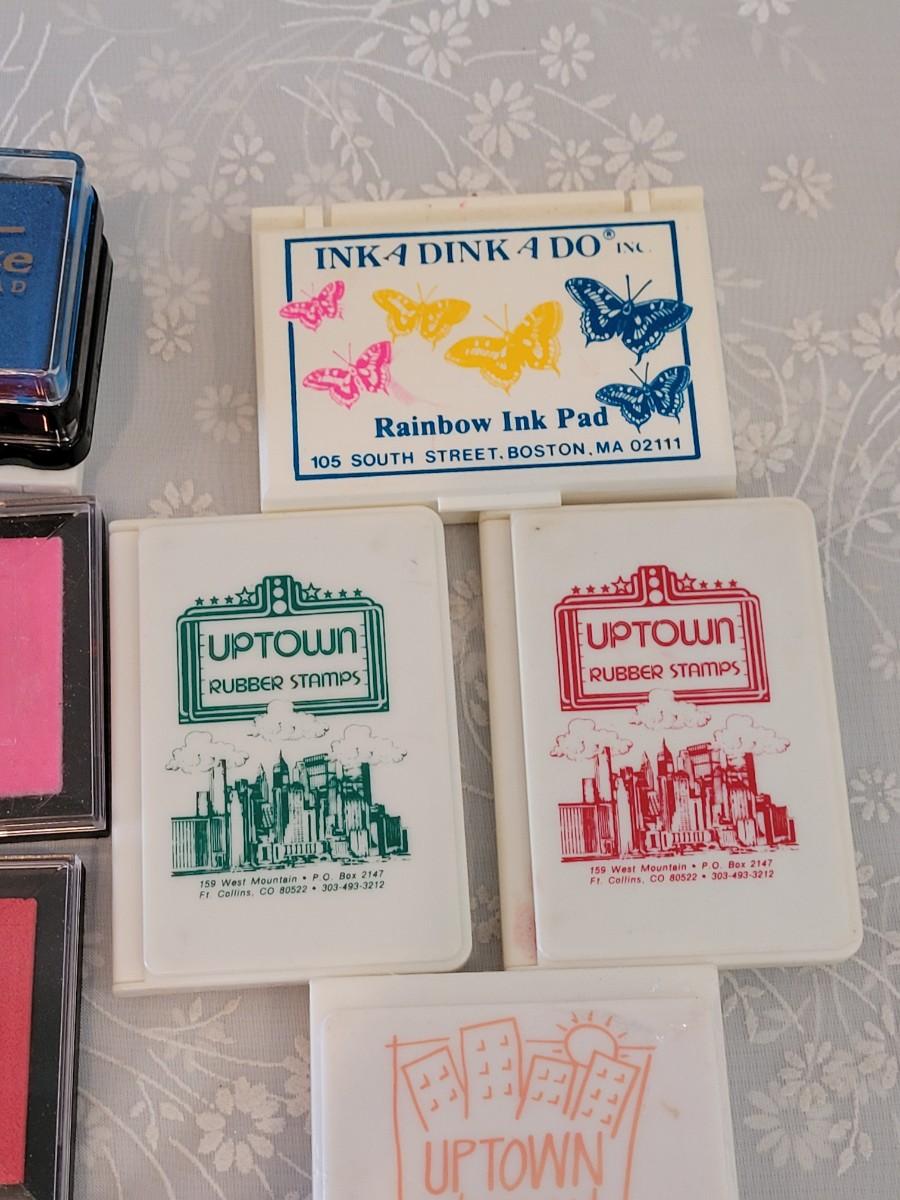 INKA DINK A DO® INC.
Rainbow Ink Pad
105 SOUTH STREET, BOSTON, MA 02111
UPTOWN
RUBBER STAMPS
159 West Mountain • P.O. Box 2147
Ft. Collins, CO 80522 • 303-493-3212
UPTOWN
RUBBER STAMPS
159 West Mountain • P.O. Box 2147
Ft. Collins, CO 80522 • 303-493-3212
UPTOWN